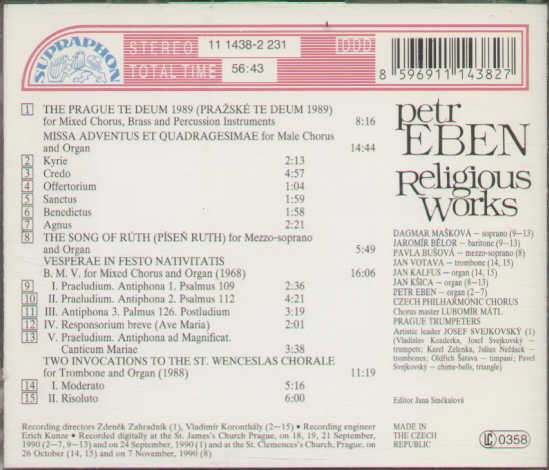 SUPRAPHON
STEREO 11 1438-2 231 DDD
TOTAL TIME 56:43
8 596911 143827
1 THE PRAGUE TE DEUM 1989 (PRAŽSKÉ TE DEUM 1989)
for Mixed Chorus, Brass and Percussion Instruments 8:16
MISSA ADVENTUS ET QUADRAGESIMAE for Male Chorus
and Organ 14:44
2 Kyrie 2:13
3 Credo 4:57
4 Offertorium 1:04
5 Sanctus 1:59
6 Benedictus 1:58
7 Agnus 2:21
8 THE SONG OF RÚTH (PÍSEŇ RUTH) for Mezzo-soprano
and Organ 5:49
VESPERAE IN FESTO NATIVITATIS
B. M. V. for Mixed Chorus and Organ (1968) 16:06
9 I. Praeludium. Antiphona 1. Psalmus 109 2:36
10 II. Praeludium. Antiphona 2. Psalmus 112 4:21
11 III. Antiphona 3. Palmus 126. Postludium 3:19
12 IV. Responsorium breve (Ave Maria) 2:01
13 V. Praeludium. Antiphona ad Magnificat.
Canticum Mariae 3:38
TWO INVOCATIONS TO THE ST. WENCESLAS CHORALE
for Trombone and Organ (1988) 11:19
14 I. Moderato 5:16
15 II. Risoluto 6:00
Recording directors Zdeněk Zahradník (1), Vladimír Koronthály (2—15) • Recording engineer
Erich Kunze • Recorded digitally at the St. James's Church Prague, on 18, 19, 21 September,
1990 (2—7, 9—13) and on 24 September, 1990 (1) and at the St. Clemences's Church, Prague, on
26 October (14, 15) and on 7 November, 1990 (8)
petr
EBEN
Religious
Works
DAGMAR MAŠKOVÁ — soprano (9—13)
JAROMÍR BĚLOR — baritone (9—13)
PAVLA BUŠOVÁ — mezzo-soprano (8)
JAN VOTAVA — trombone (14, 15)
JAN KALFUS — organ (14, 15)
JAN KŠICA — organ (8—13)
PETR EBEN — organ (2—7)
CZECH PHILHARMONIC CHORUS
Chorus master LUBOMÍR MÁTL
PRAGUE TRUMPETERS
Artistic leader JOSEF SVEJKOVSKÝ (1)
(Vladislav Kozderka, Josef Svejkovský —
trumpets; Karel Zelenka, Julius Nečásek —
trombones; Oldřich Šatava — timpani; Pavel
Svejkovský — chime-bells, triangle)
Editor Jana Smékalová
MADE IN
THE CZECH
REPUBLIC
LC 0358